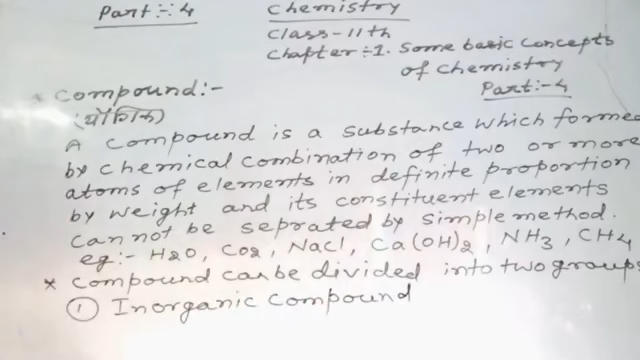 Part:- 4 Chemistry
Class-11th
Chapter ÷1. Some basic concepts
of chemistry
Part:-4
* Compound:-
(यौगिक)
A compound is a substance which formed
by chemical combination of two or more
atoms of elements in definite proportion
by weight and its constituent elements
can not be seprated by simple method.
eg:- H2O, CO2, NaCl, Ca(OH)2, NH3, CH4
* Compound can be divided into two groups
① Inorganic compound